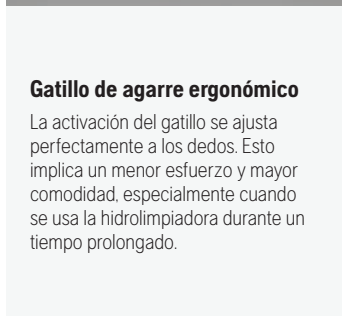 Gatillo de agarre ergonómico
La activación del gatillo se ajusta
perfectamente a los dedos. Esto
implica un menor esfuerzo y mayor
comodidad, especialmente cuando
se usa la hidrolimpiadora durante un
tiempo prolongado.